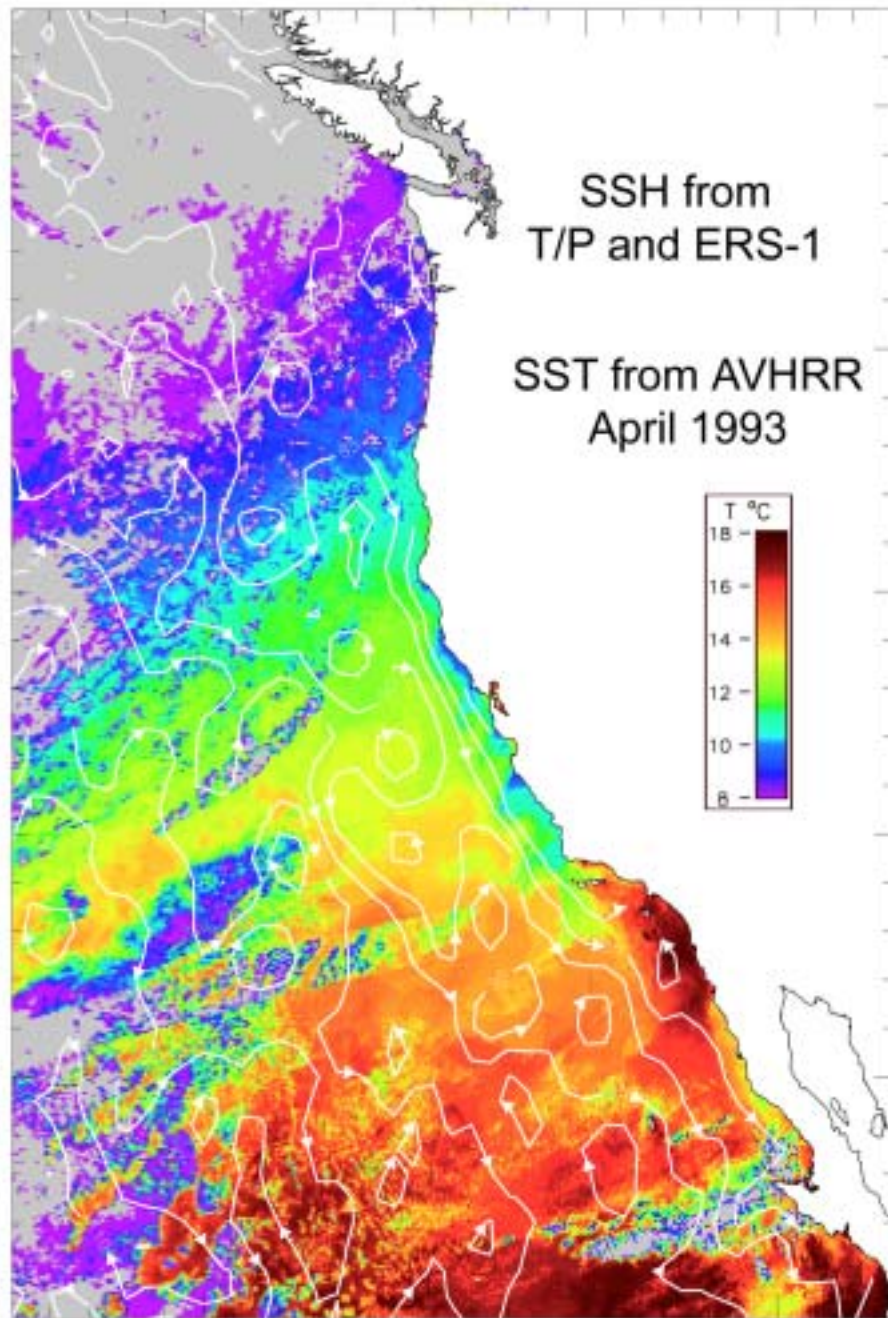 SSH from
T/P and ERS-1
SST from AVHRR
April 1993
T °C
18
16
14
12
10
8